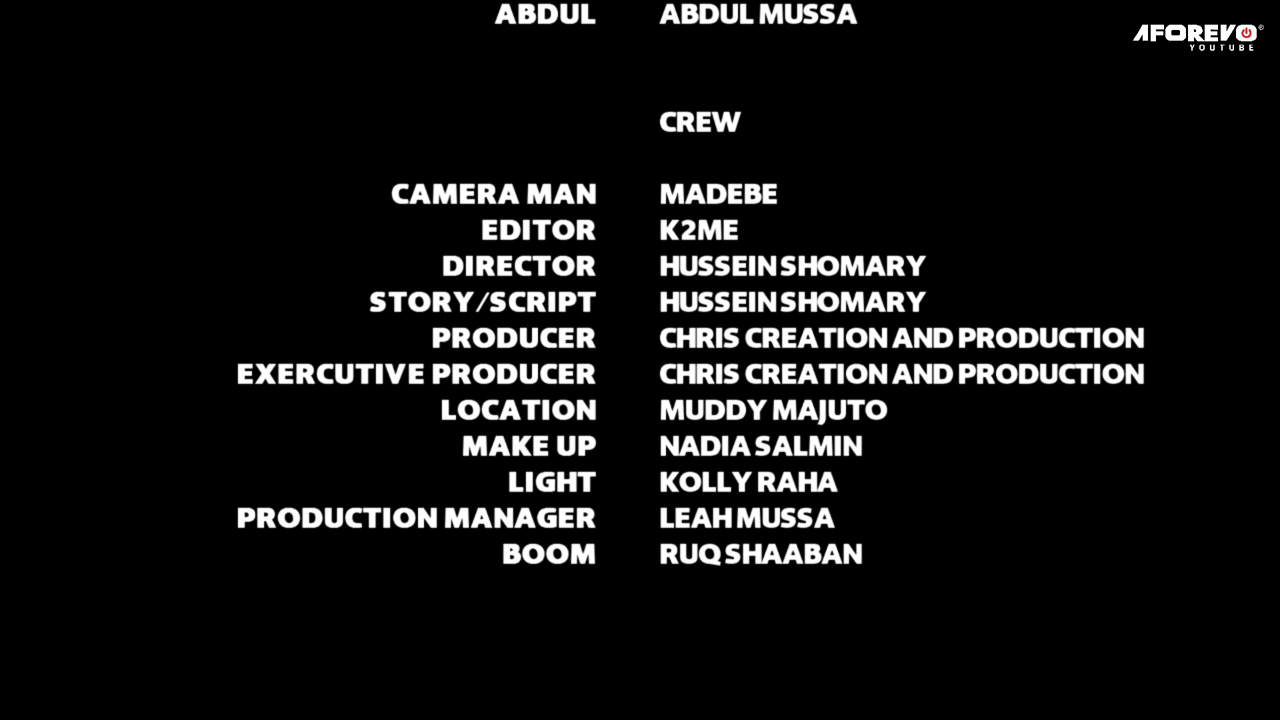 ABDUL ABDUL MUSSA
AFOREVO
YOUTUBE
CREW
CAMERA MAN MADEBE
EDITOR K2ME
DIRECTOR HUSSEIN SHOMARY
STORY/SCRIPT HUSSEIN SHOMARY
PRODUCER CHRIS CREATION AND PRODUCTION
EXERCUTIVE PRODUCER CHRIS CREATION AND PRODUCTION
LOCATION MUDDY MAJUTO
MAKE UP NADIA SALMIN
LIGHT KOLLY RAHA
PRODUCTION MANAGER LEAH MUSSA
BOOM RUQ SHAABAN